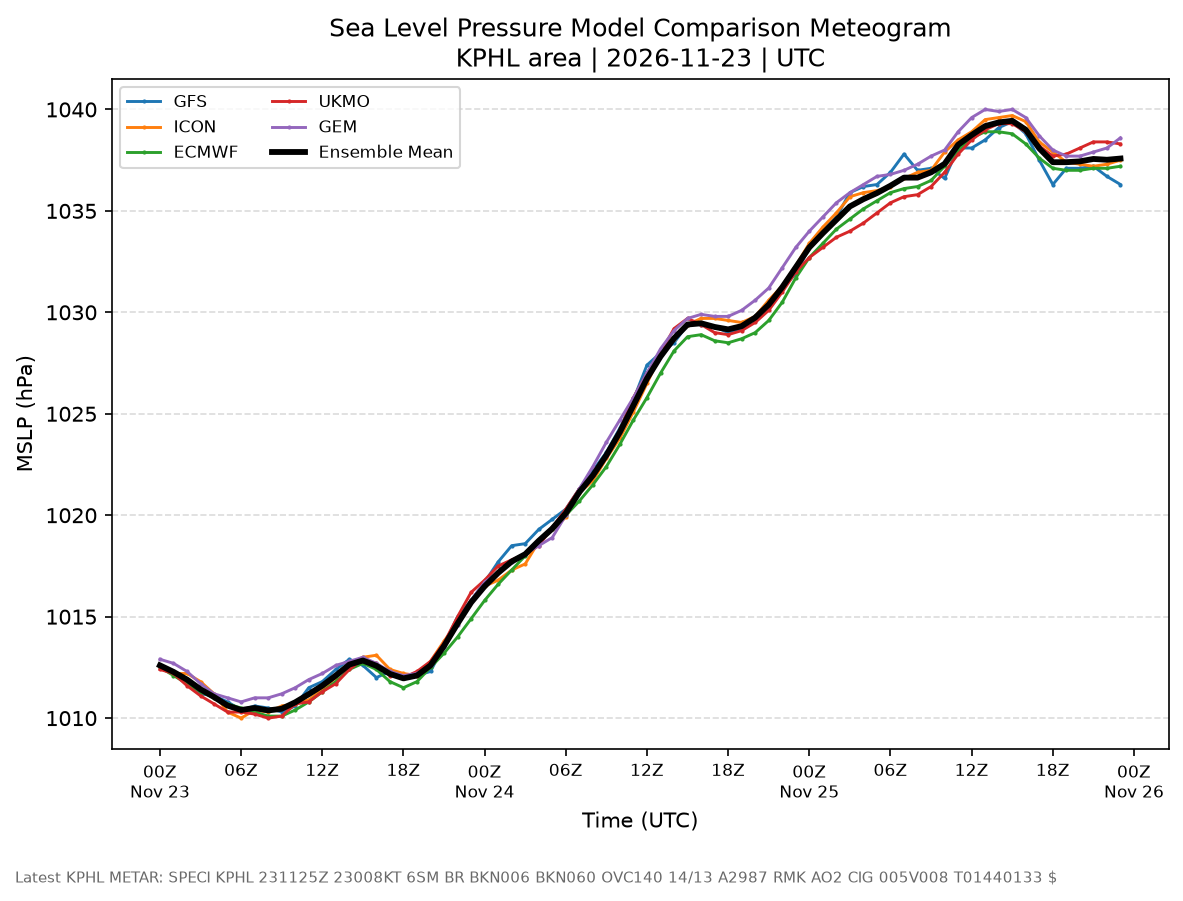 Sea Level Pressure Model Comparison Meteogram
KPHL area | 2026-11-23 | UTC
GFS
ICON
ECMWF
UKMO
GEM
Ensemble Mean
MSLP (hPa)
1040
1035
1030
1025
1020
1015
1010
00Z 06Z 12Z 18Z 00Z 06Z 12Z 18Z 00Z 06Z 12Z 18Z 00Z
Nov 23 Nov 24 Nov 25 Nov 26
Time (UTC)
Latest KPHL METAR: SPECI KPHL 231125Z 23008KT 6SM BR BKN006 BKN060 OVC140 14/13 A2987 RMK AO2 CIG 005V008 T01440133 $